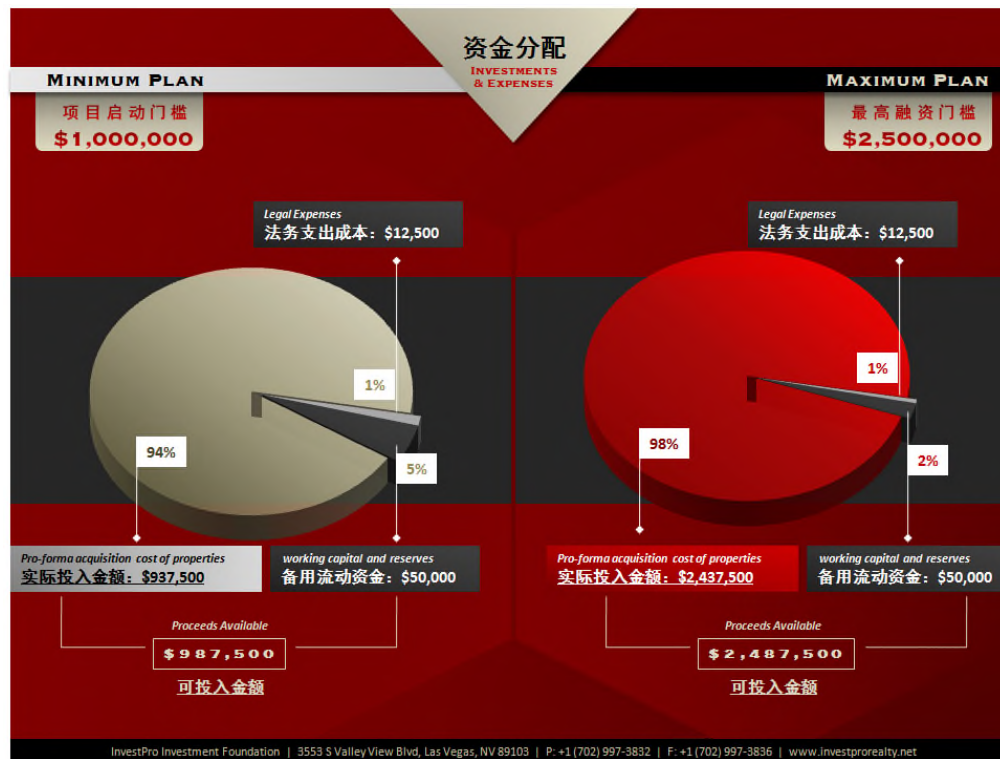 资金分配
INVESTMENTS
& EXPENSES
MINIMUM PLAN
项目启动门槛
$1,000,000
Legal Expenses
法务支出成本：$12,500
1%
94%
5%
Pro-forma acquisition cost of properties
实际投入金额：$937,500
working capital and reserves
备用流动资金：$50,000
Proceeds Available
$987,500
可投入金额
MAXIMUM PLAN
最高融资门槛
$2,500,000
Legal Expenses
法务支出成本：$12,500
1%
98%
2%
Pro-forma acquisition cost of properties
实际投入金额：$2,437,500
working capital and reserves
备用流动资金：$50,000
Proceeds Available
$2,487,500
可投入金额
InvestPro Investment Foundation | 3553 S Valley View Blvd, Las Vegas, NV 89103 | P: +1 (702) 997-3832 | F: +1 (702) 997-3836 | www.investprorealty.net